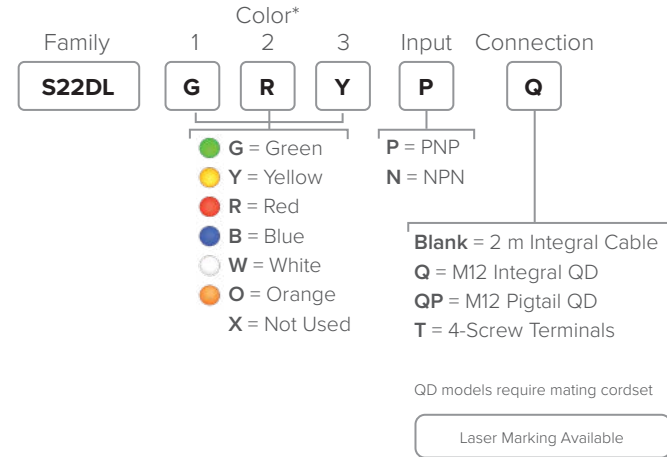 Color*
Family 1 2 3 Input Connection
S22DL G R Y P Q
G = Green
Y = Yellow
R = Red
B = Blue
W = White
O = Orange
X = Not Used
P = PNP
N = NPN
Blank = 2 m Integral Cable
Q = M12 Integral QD
QP = M12 Pigtail QD
T = 4-Screw Terminals
QD models require mating cordset
Laser Marking Available